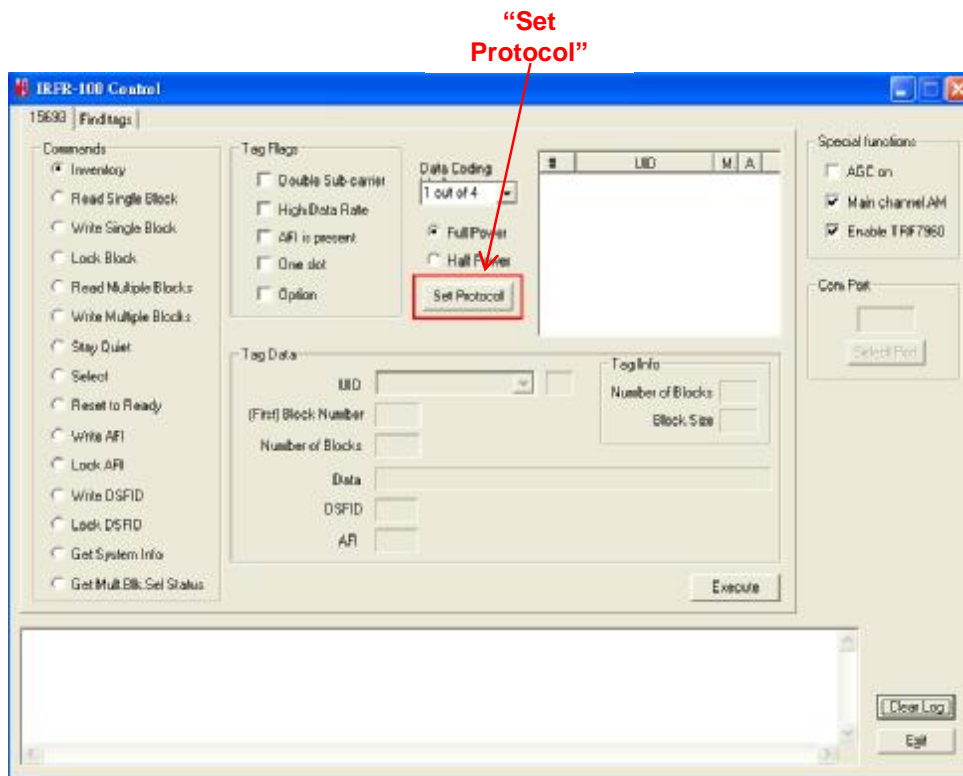 “Set
Protocol”
IRFR-100 Control
15693
Find tags
Commands
Inventory
Read Single Block
Write Single Block
Lock Block
Read Multiple Blocks
Write Multiple Blocks
Stay Quiet
Select
Reset to Ready
Write AFI
Lock AFI
Write DSFID
Lock DSFID
Get System Info
Get Mult.Blk.Sel Status
Tag Flags
Double Sub-carrier
High Data Rate
AFI is present
One slot
Option
Data Coding
1 out of 4
Full Power
Half Power
Set Protocol
# UID M A
Special functions
AGC on
Main channel AM
Enable TRF7960
Com Port
Select Port
Tag Data
UID
(First) Block Number
Number of Blocks
Data
DSFID
AFI
Tag Info
Number of Blocks
Block Size
Execute
Clear Log
Exit